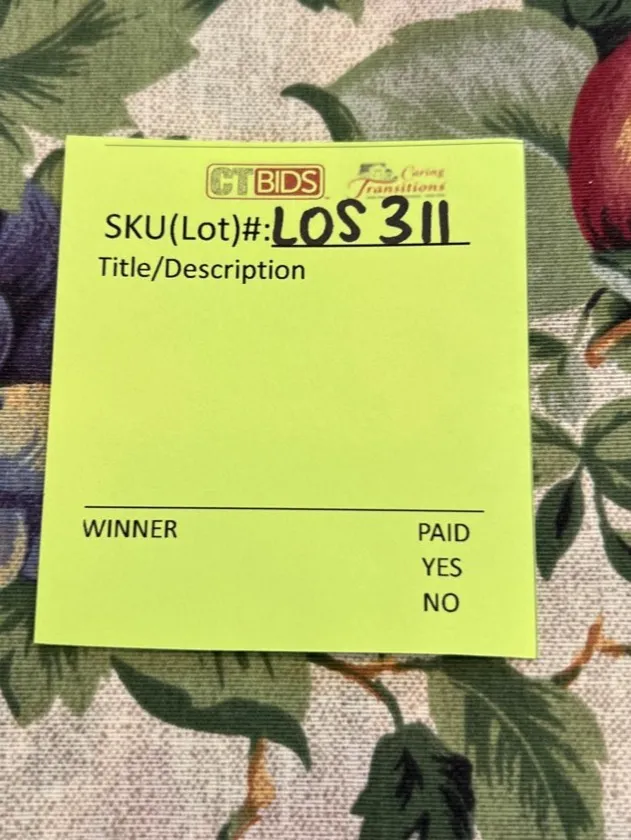 CTBIDS Caring Transitions
SKU(Lot)#: LOS 311
Title/Description
WINNER PAID
YES
NO